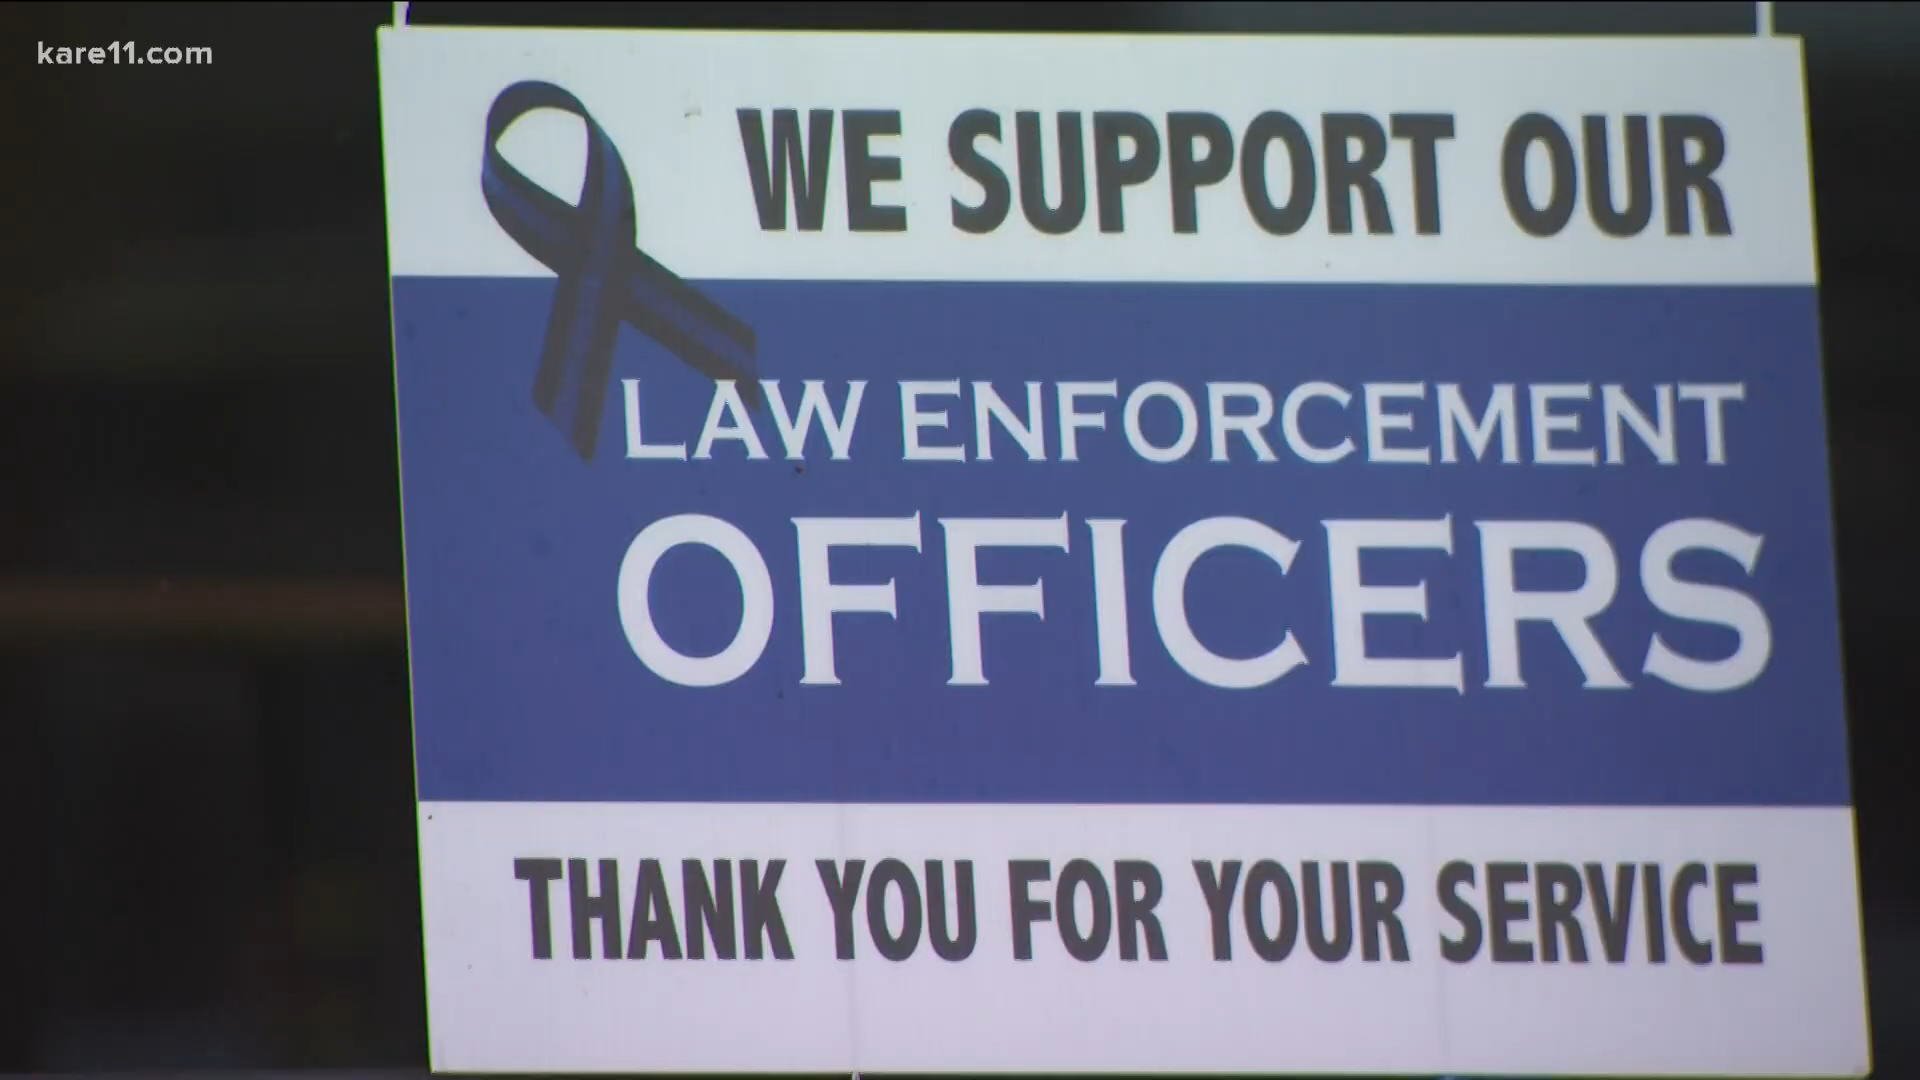 kare11.com
WE SUPPORT OUR
LAW ENFORCEMENT
OFFICERS
THANK YOU FOR YOUR SERVICE